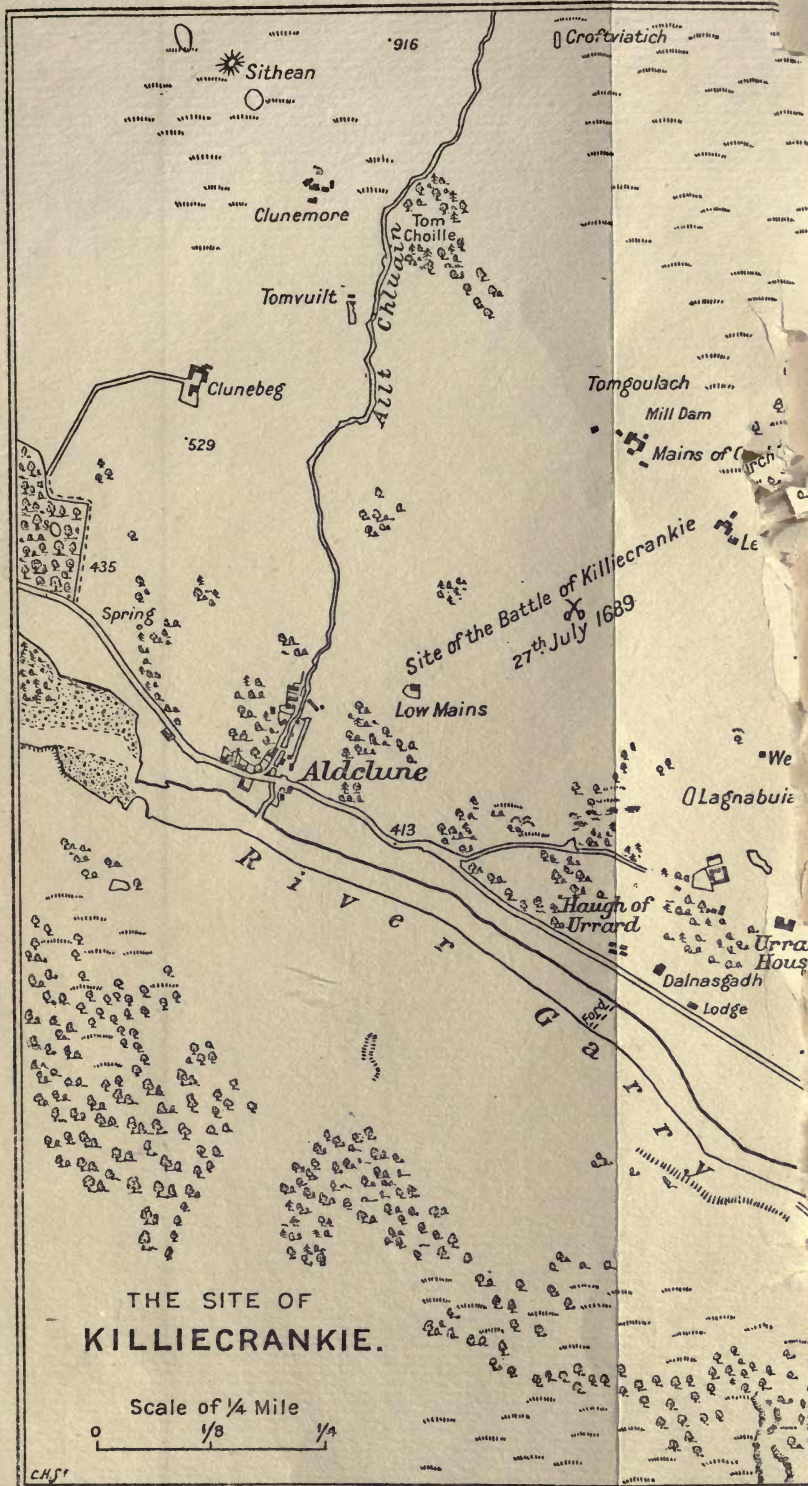 Croftviatich
•916
Sithean
Clunemore
Tom
Choille
Allt Chluain
Tomvuilt
Clunebeg
Tomgoulach
Mill Dam
•529
Mains of
435
Site of the Battle of Killiecrankie
27th July 1689
Spring
Low Mains
Aldclune
413
River Garry
Haugh of
Urrard
Dalnasgadh
Lodge
Ford
THE SITE OF
KILLIECRANKIE.
Scale of ¼ Mile
0 1/8 1/4